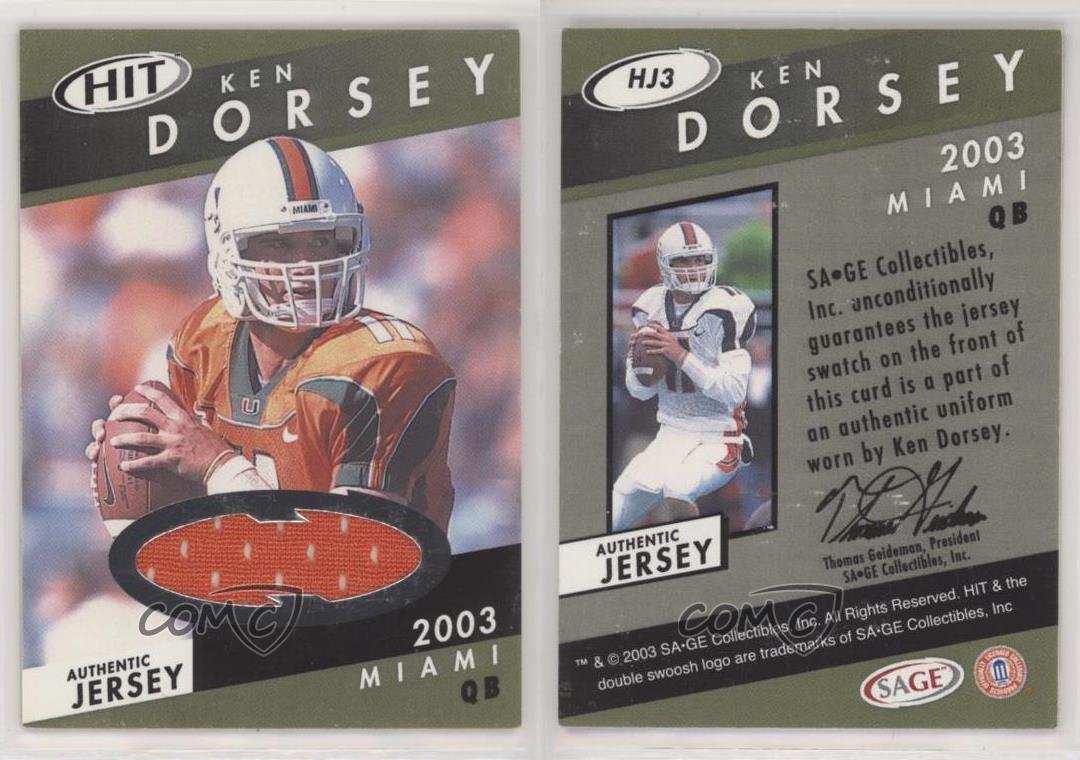 HIT
KEN
DORSEY
MIAMI
11
U
AUTHENTIC
JERSEY
2003
MIAMI
QB
COMC
HJ3
KEN
DORSEY
2003
MIAMI
QB
SA•GE Collectibles,
Inc. unconditionally
guarantees the jersey
swatch on the front of
this card is a part of
an authentic uniform
worn by Ken Dorsey.
Thomas Geideman, President
SA•GE Collectibles, Inc.
AUTHENTIC
JERSEY
COMC
™ & © 2003 SA•GE Collectibles, Inc. All Rights Reserved. HIT & the
double swoosh logo are trademarks of SA•GE Collectibles, Inc
SAGE